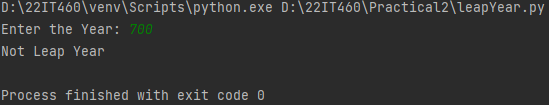 D:\22IT460\venv\Scripts\python.exe D:\22IT460\Practical2\leapYear.py
Enter the Year: 700
Not Leap Year
Process finished with exit code 0